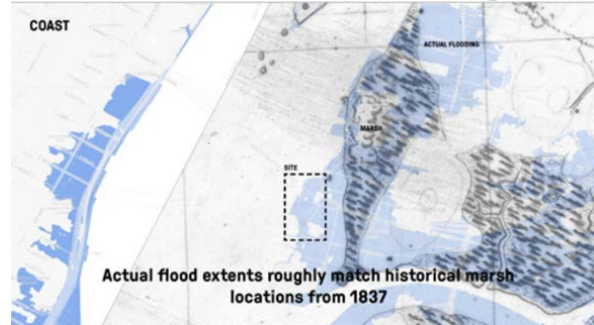 COAST
ACTUAL FLOODING
MARSH
SITE
Actual flood extents roughly match historical marsh
locations from 1837